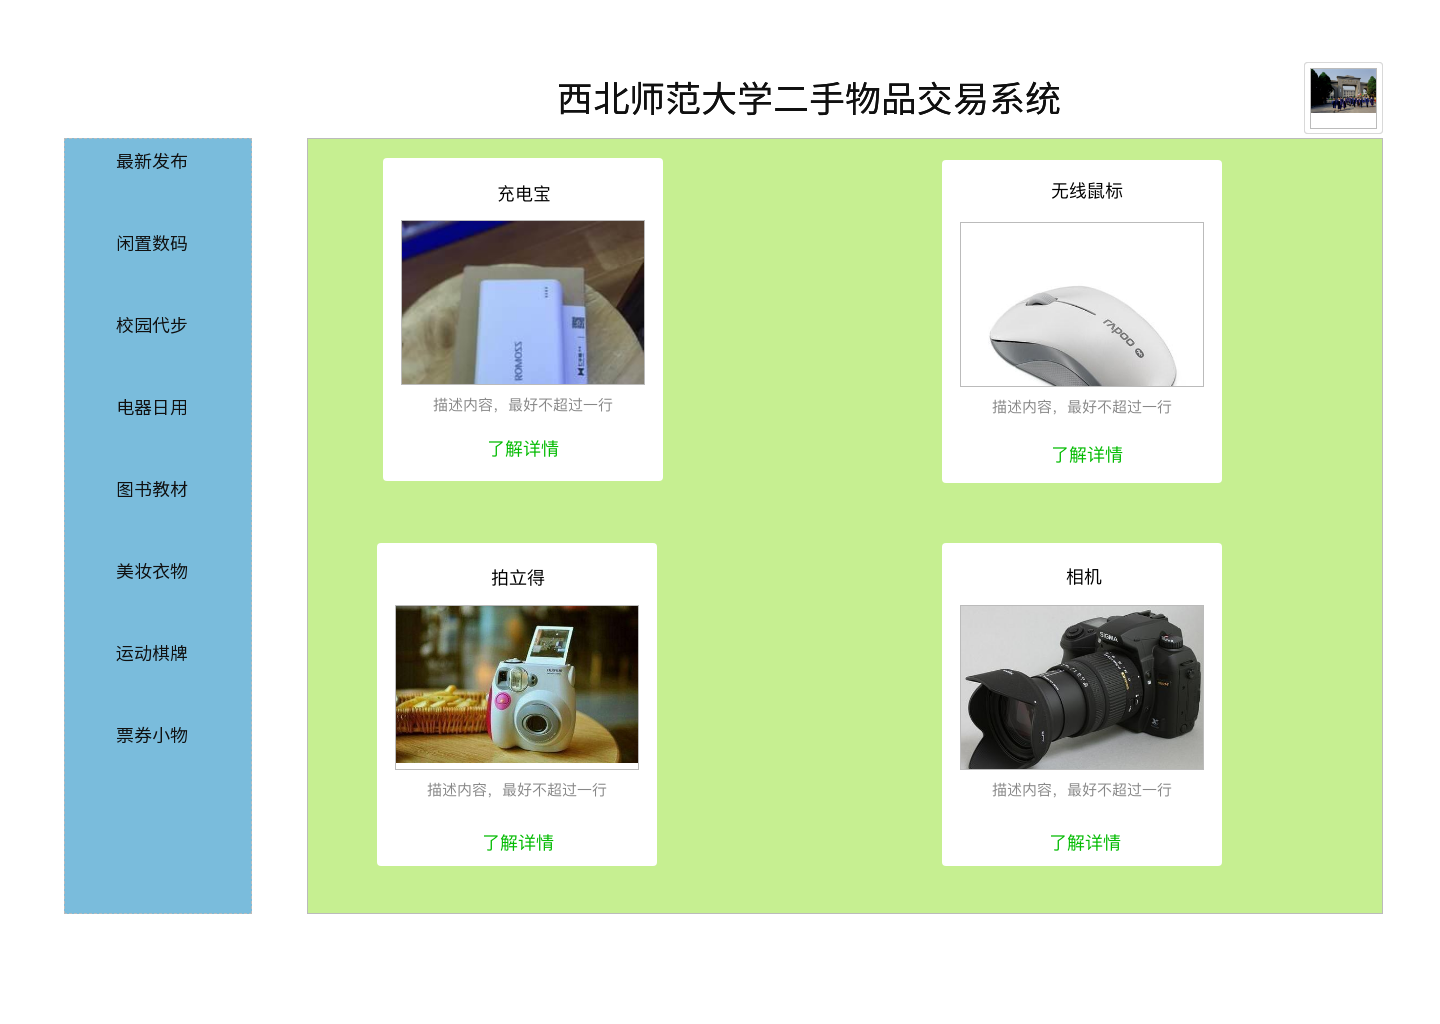 西北师范大学二手物品交易系统
最新发布
闲置数码
校园代步
电器日用
图书教材
美妆衣物
运动棋牌
票券小物
充电宝
ROMOSS
描述内容，最好不超过一行
了解详情
无线鼠标
rapoo
描述内容，最好不超过一行
了解详情
拍立得
描述内容，最好不超过一行
了解详情
相机
SIGMA
描述内容，最好不超过一行
了解详情